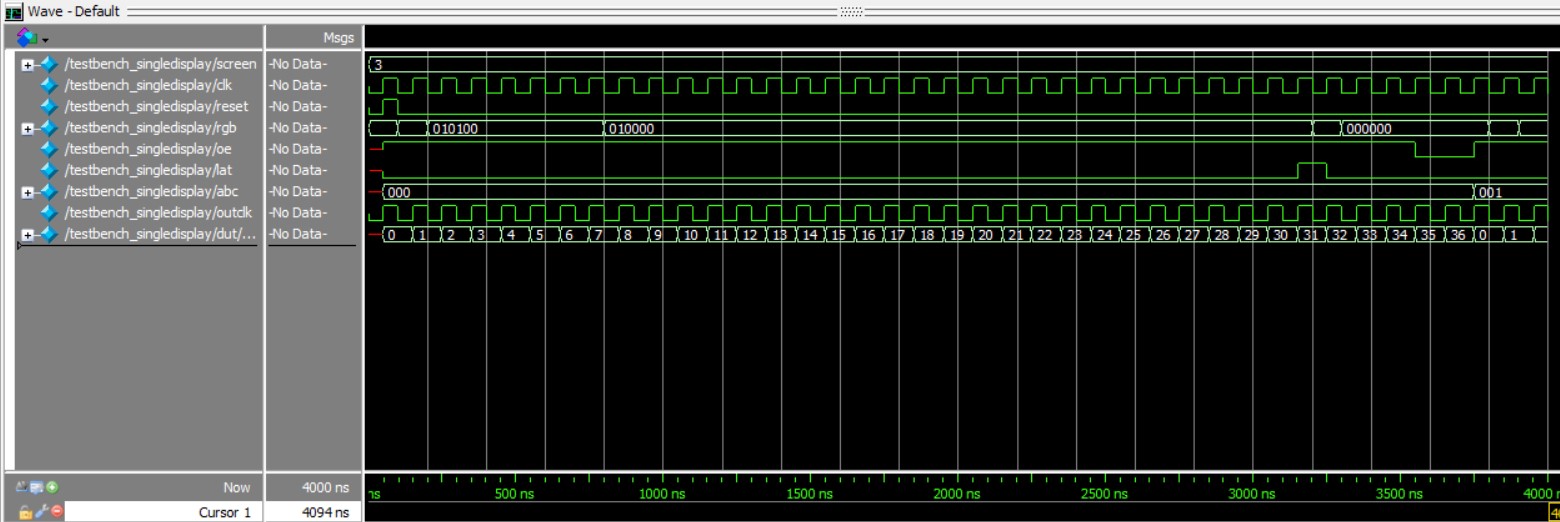 Wave - Default
Msgs
/testbench_singledisplay/screen -No Data- 3
/testbench_singledisplay/clk -No Data-
/testbench_singledisplay/reset -No Data-
/testbench_singledisplay/rgb -No Data- 010100 010000 000000
/testbench_singledisplay/oe -No Data-
/testbench_singledisplay/lat -No Data-
/testbench_singledisplay/abc -No Data- 000 001
/testbench_singledisplay/outclk -No Data-
/testbench_singledisplay/dut/... -No Data- 0 1 2 3 4 5 6 7 8 9 10 11 12 13 14 15 16 17 18 19 20 21 22 23 24 25 26 27 28 29 30 31 32 33 34 35 36 0 1
Now 4000 ns ns 500 ns 1000 ns 1500 ns 2000 ns 2500 ns 3000 ns 3500 ns 4000 n
Cursor 1 4094 ns